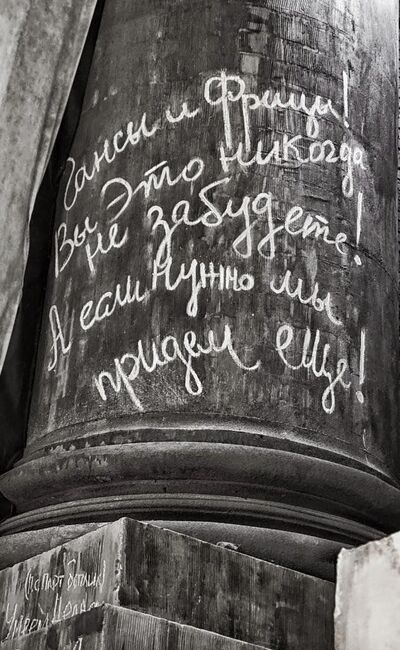 Гансы и Фрицы!
Вы это никогда
не забудете!
А если нужно мы
придем еще!